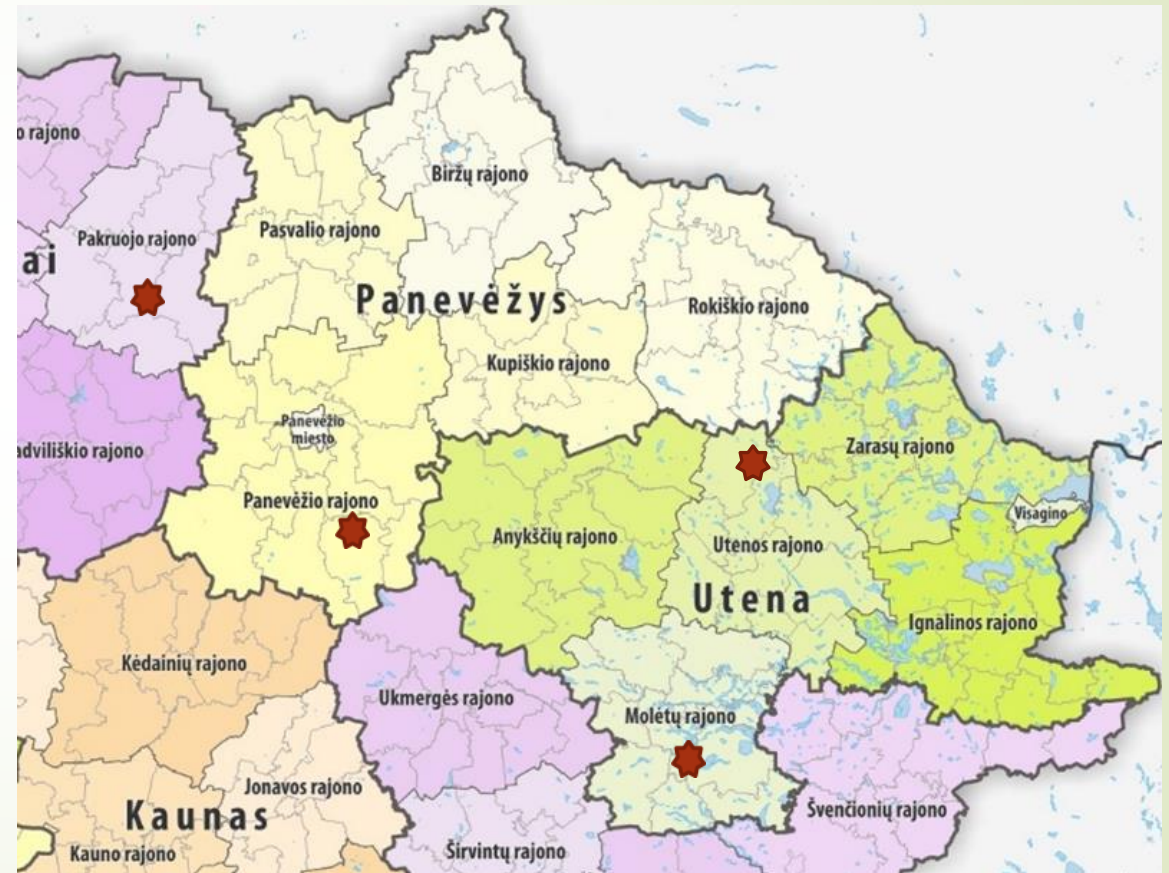 o rajono
Biržų rajono
Pasvalio rajono
Pakruojo rajono
ai
Panevėžys
Rokiškio rajono
Kupiškio rajono
Panevėžio
miesto
Zarasų rajono
adviliškio rajono
Panevėžio rajono
Visagino
Anykščių rajono
Utenos rajono
Utena
Ignalinos rajono
Kėdainių rajono
Ukmergės rajono
Molėtų rajono
Jonavos rajono
Kaunas
Švenčionių rajono
Kauno rajono
Širvintų rajono